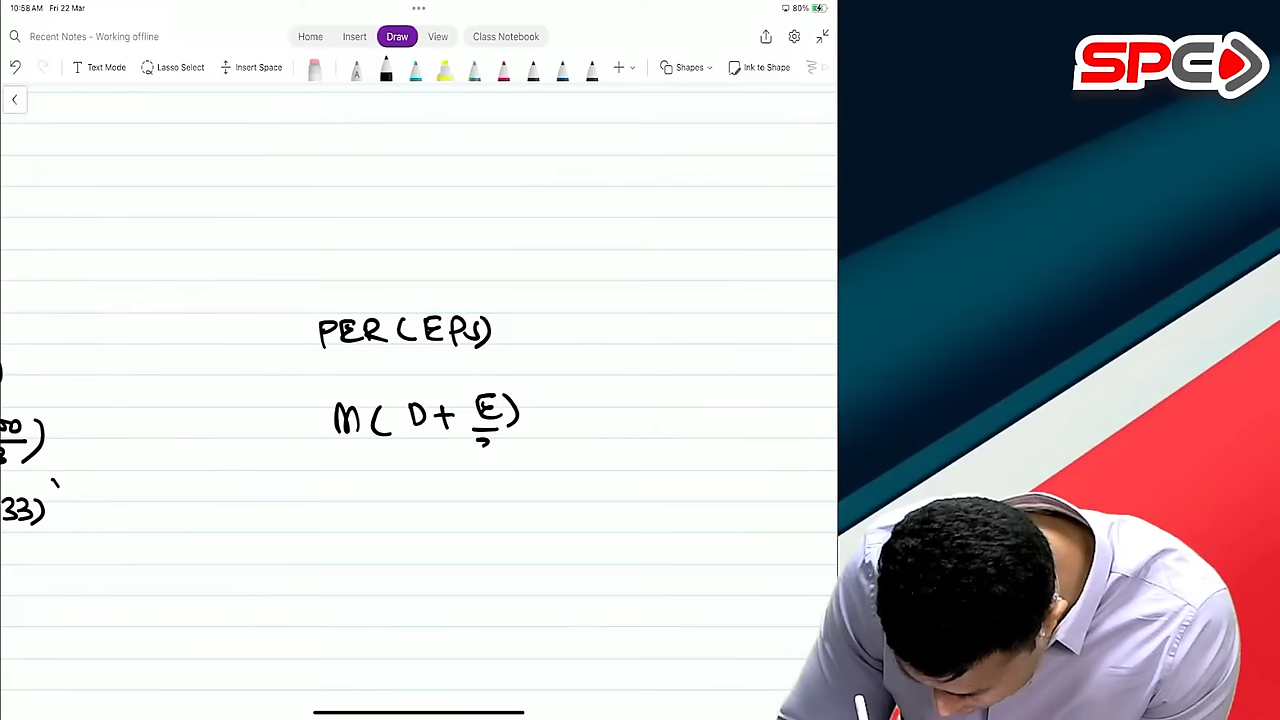 10:58 AM Fri 22 Mar
80%
Recent Notes - Working offline
Home Insert Draw View Class Notebook
Text Mode Lasso Select Insert Space Shapes Ink to Shape
SPE
PER (EPS)
M( D+ E/3)
33)